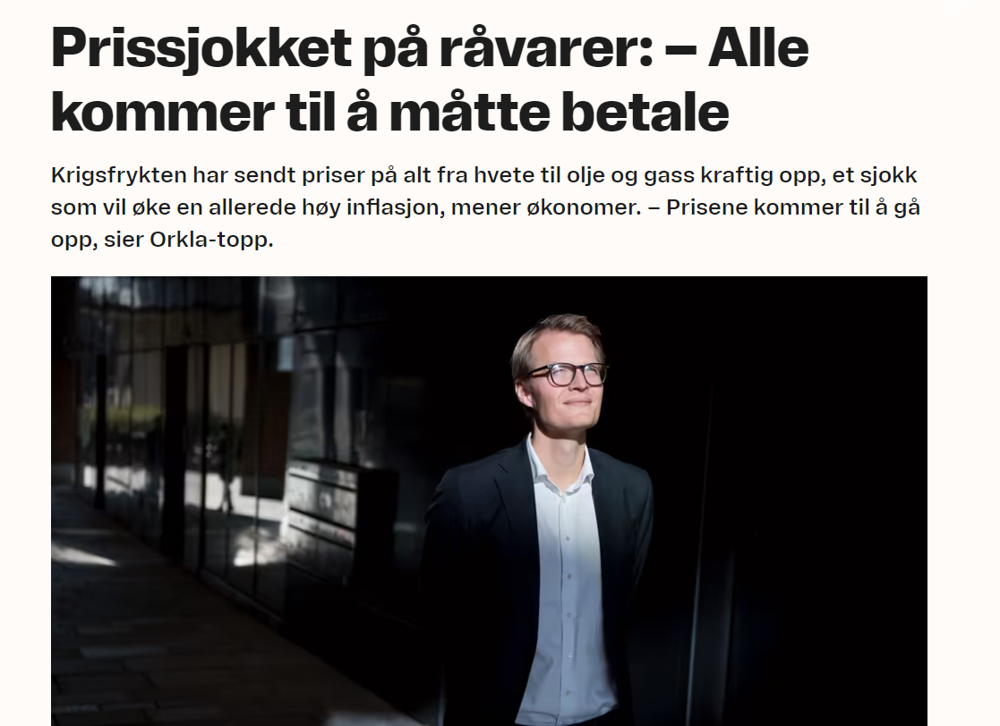 Prissjokket på råvarer: – Alle
kommer til å måtte betale
Krigsfrykten har sendt priser på alt fra hvete til olje og gass kraftig opp, et sjokk
som vil øke en allerede høy inflasjon, mener økonomer. – Prisene kommer til å gå
opp, sier Orkla-topp.